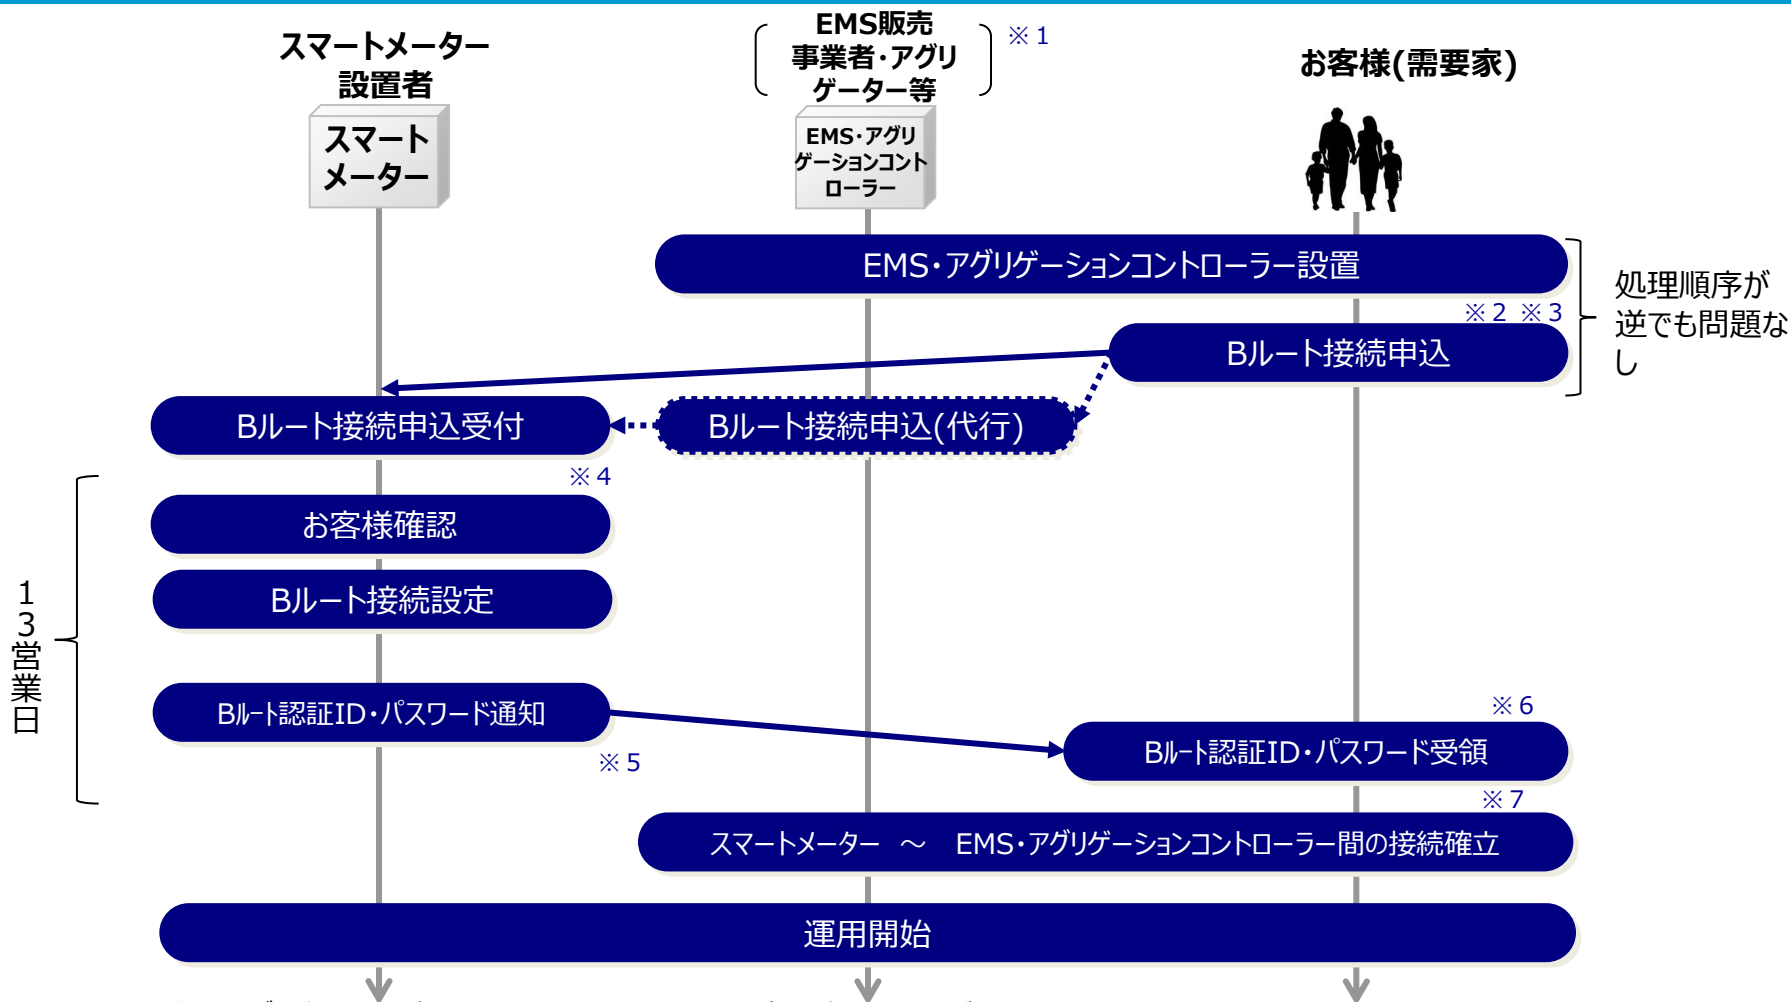 スマートメーター
設置者
EMS販売
事業者・アグリ
ゲーター等
※１
お客様(需要家)
スマート
メーター
EMS・アグリ
ゲーションコント
ローラー
EMS・アグリゲーションコントローラー設置
※２ ※３
処理順序が
逆でも問題な
し
Bルート接続申込
Bルート接続申込受付
Bルート接続申込(代行)
※４
お客様確認
Bルート接続設定
13営業日
Bルート認証ID・パスワード通知
※５
※６
Bルート認証ID・パスワード受領
※７
スマートメーター ～ EMS・アグリゲーションコントローラー間の接続確立
運用開始